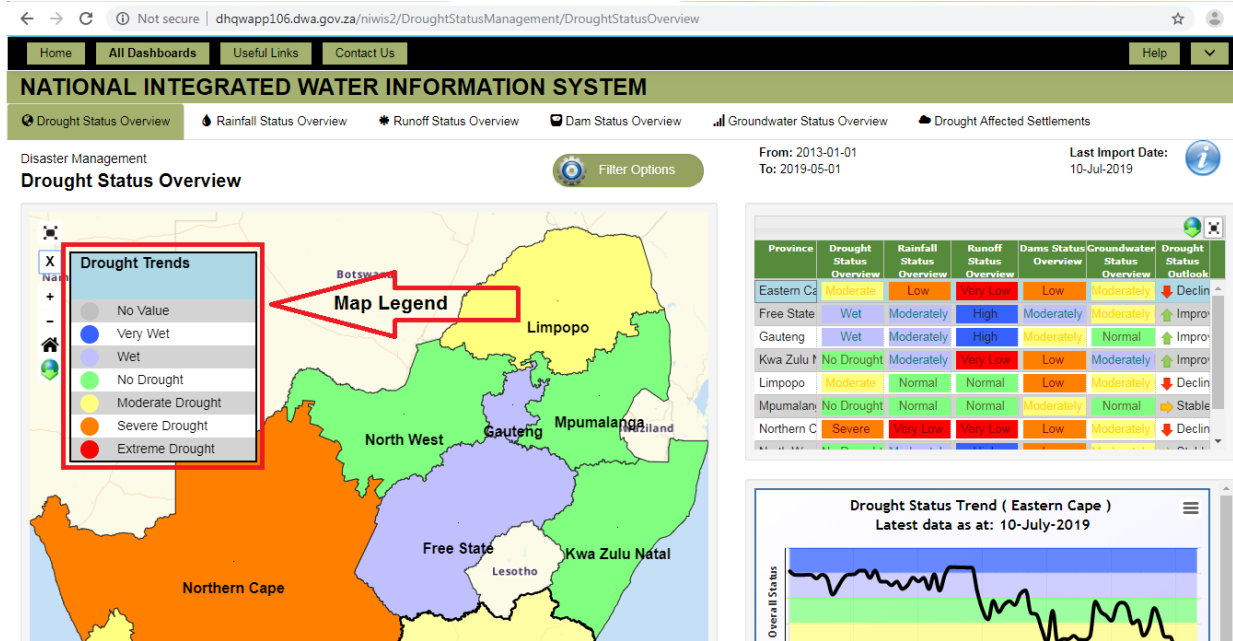 Not secure | dhqwapp106.dwa.gov.za/niwis2/DroughtStatusManagement/DroughtStatusOverview
Home All Dashboards Useful Links Contact Us Help
NATIONAL INTEGRATED WATER INFORMATION SYSTEM
Drought Status Overview Rainfall Status Overview Runoff Status Overview Dam Status Overview Groundwater Status Overview Drought Affected Settlements
Disaster Management
Drought Status Overview
Filter Options
From: 2013-01-01
To: 2019-05-01
Last Import Date:
10-Jul-2019
X
+
-
Drought Trends
No Value
Very Wet
Wet
No Drought
Moderate Drought
Severe Drought
Extreme Drought
Map Legend
Limpopo
North West
Gauteng
Mpumalanga
Free State
Lesotho
Kwa Zulu Natal
Northern Cape
Province Drought Status Overview Rainfall Status Overview Runoff Status Overview Dams Status Overview Groundwater Status Overview Drought Status Outlook
Eastern Ca Moderate Low Very Low Low Moderately Declin
Free State Wet Moderately High Moderately Moderately Impro
Gauteng Wet Moderately High Moderately Normal Impro
Kwa Zulu N No Drought Moderately Very Low Low Moderately Impro
Limpopo Moderate Normal Normal Low Moderately Declin
Mpumalan No Drought Normal Normal Moderately Normal Stable
Northern C Severe Very Low Very Low Low Moderately Declin
Drought Status Trend ( Eastern Cape )
Latest data as at: 10-July-2019
Overall Status